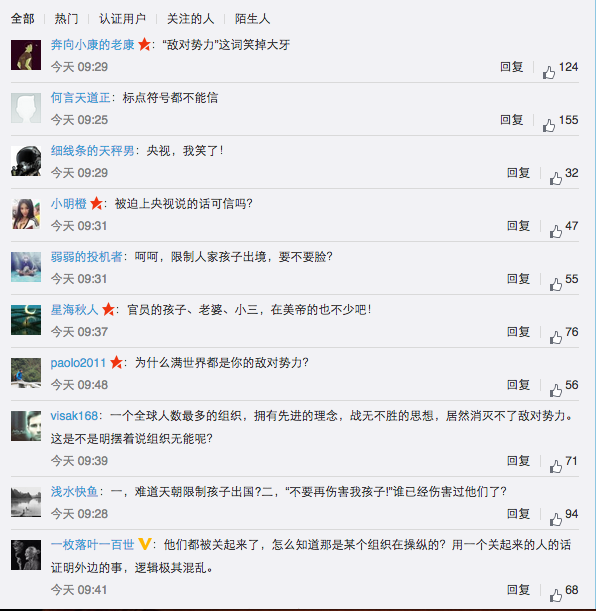 全部 热门 认证用户 关注的人 陌生人
奔向小康的老康：“敌对势力”这词笑掉大牙
今天 09:29 回复 124
何言天道正：标点符号都不能信
今天 09:25 回复 155
细线条的天秤男：央视，我笑了！
今天 09:29 回复 32
小明橙：被迫上央视说的话可信吗？
今天 09:31 回复 47
弱弱的投机者：呵呵，限制人家孩子出境，要不要脸？
今天 09:31 回复 55
星海秋人：官员的孩子、老婆、小三，在美帝的也不少吧！
今天 09:37 回复 76
paolo2011：为什么满世界都是你的敌对势力？
今天 09:48 回复 56
visak168：一个全球人数最多的组织，拥有先进的理念，战无不胜的思想，居然消灭不了敌对势力。
这是不是明摆着说组织无能呢？
今天 09:39 回复 71
浅水快鱼：一，难道天朝限制孩子出国?二，“不要再伤害我孩子!”谁已经伤害过他们了？
今天 09:28 回复 94
一枚落叶一百世：他们都被关起来了，怎么知道那是某个组织在操纵的？用一个关起来的人的话
证明外边的事，逻辑极其混乱。
今天 09:41 回复 68